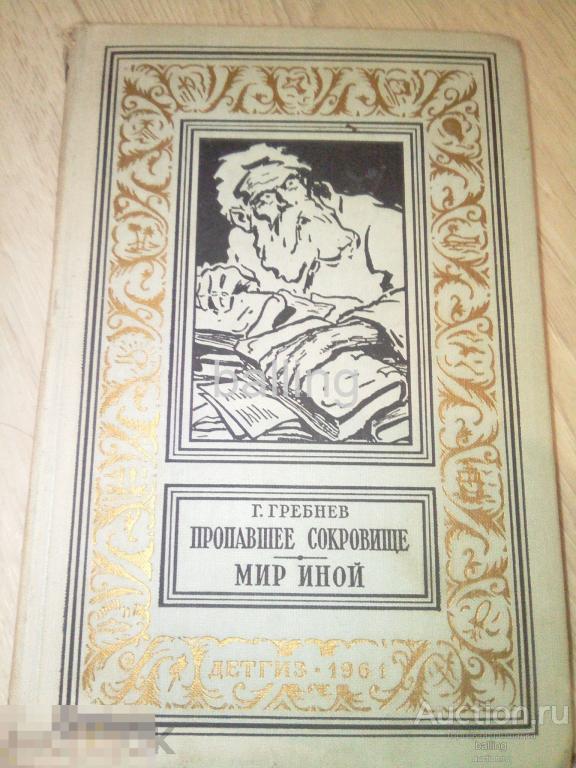 balling
Г. ГРЕБНЕВ
ПРОПАВШЕЕ СОКРОВИЩЕ
МИР ИНОЙ
ДЕТГИЗ · 1961
Auction.ru
balling